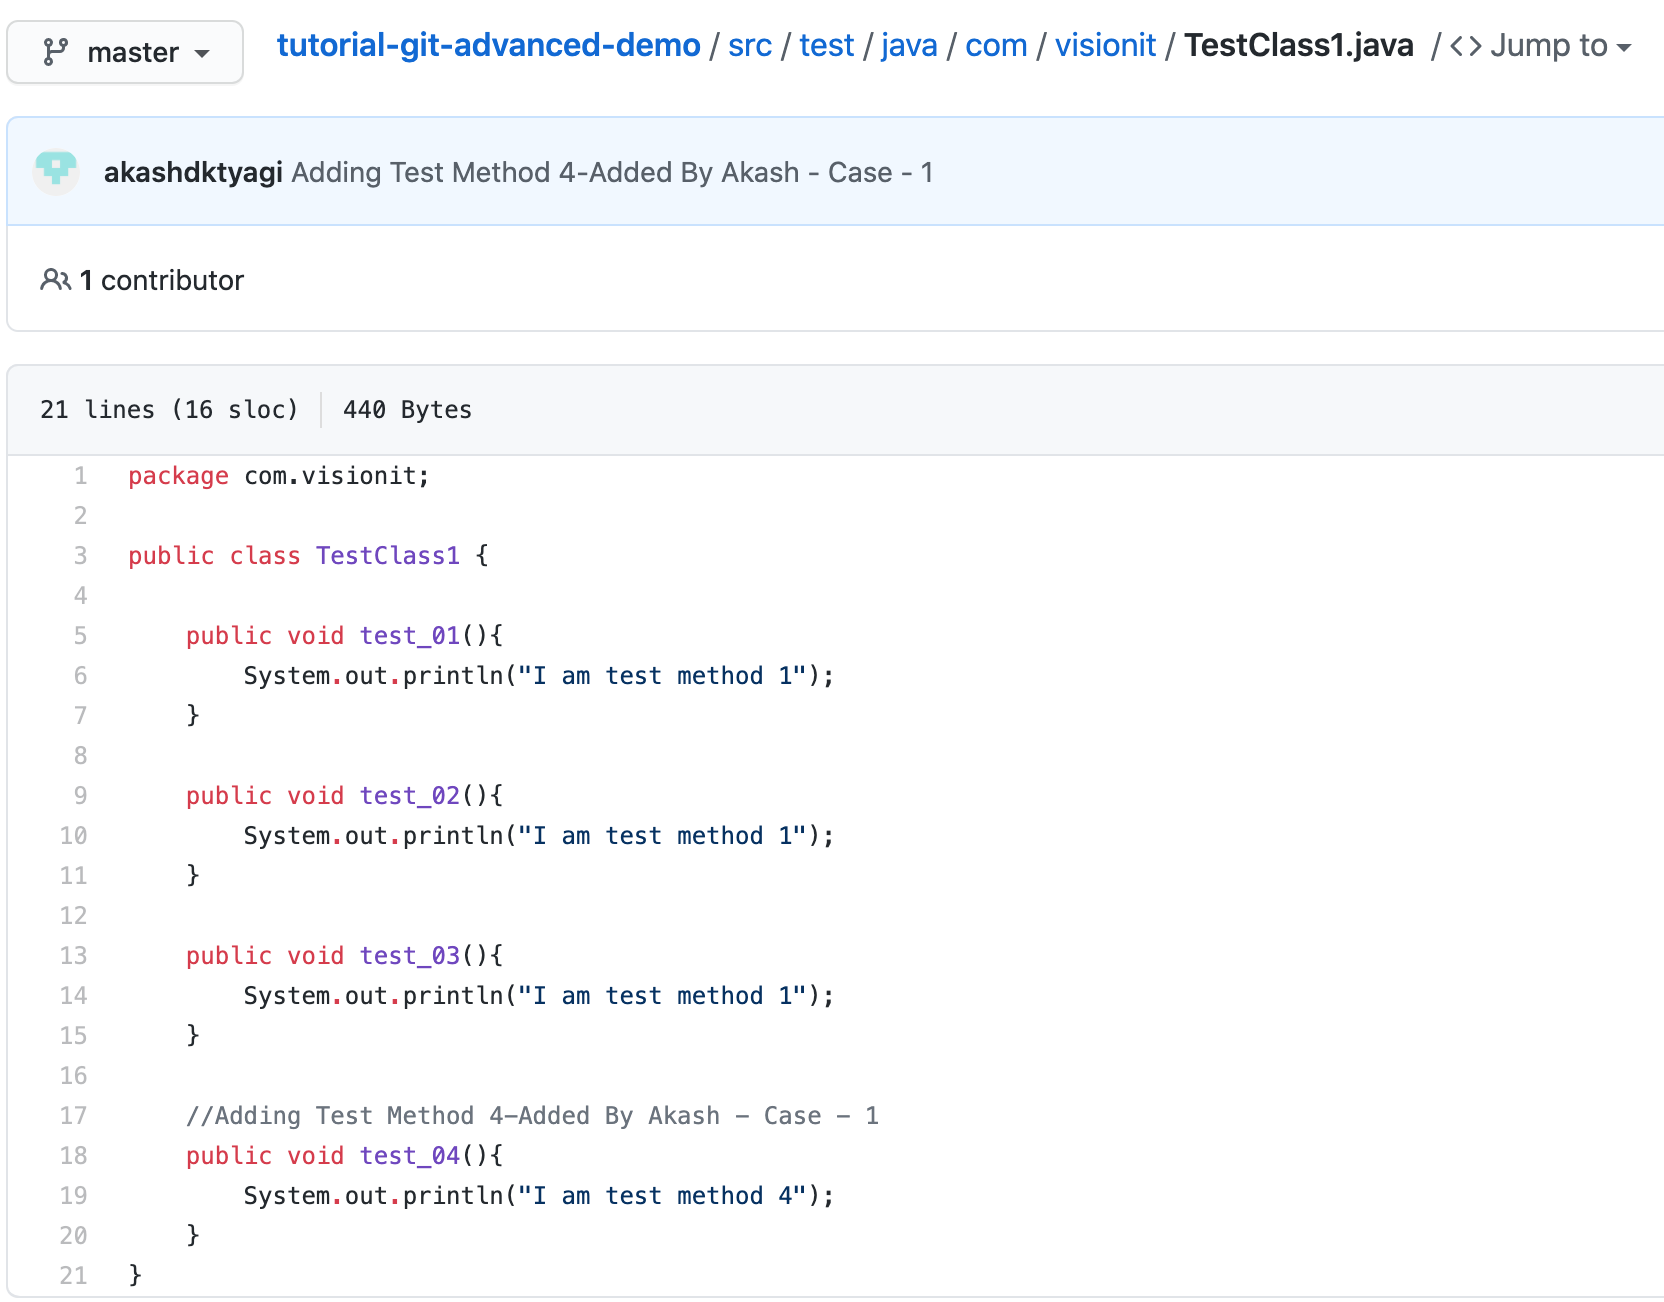 master
tutorial-git-advanced-demo / src / test / java / com / visionit / TestClass1.java / <> Jump to
akashdktyagi Adding Test Method 4-Added By Akash - Case - 1
1 contributor
21 lines (16 sloc) 440 Bytes
1 package com.visionit;
2
3 public class TestClass1 {
4
5     public void test_01(){
6         System.out.println("I am test method 1");
7     }
8
9     public void test_02(){
10         System.out.println("I am test method 1");
11     }
12
13     public void test_03(){
14         System.out.println("I am test method 1");
15     }
16
17     //Adding Test Method 4-Added By Akash - Case - 1
18     public void test_04(){
19         System.out.println("I am test method 4");
20     }
21 }